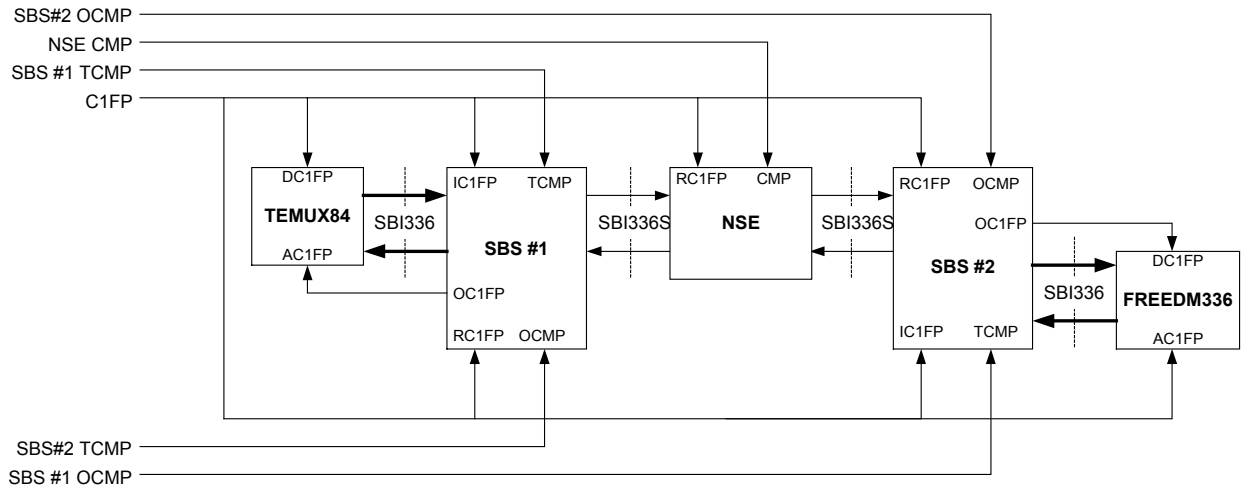 SBS#2 OCMP
NSE CMP
SBS #1 TCMP
C1FP
DC1FP
TEMUX84
AC1FP
SBI336
IC1FP
TCMP
SBS #1
OC1FP
RC1FP
OCMP
SBI336S
RC1FP
CMP
NSE
SBI336S
RC1FP
OCMP
OC1FP
SBS #2
IC1FP
TCMP
SBI336
DC1FP
FREEDM336
AC1FP
SBS#2 TCMP
SBS #1 OCMP